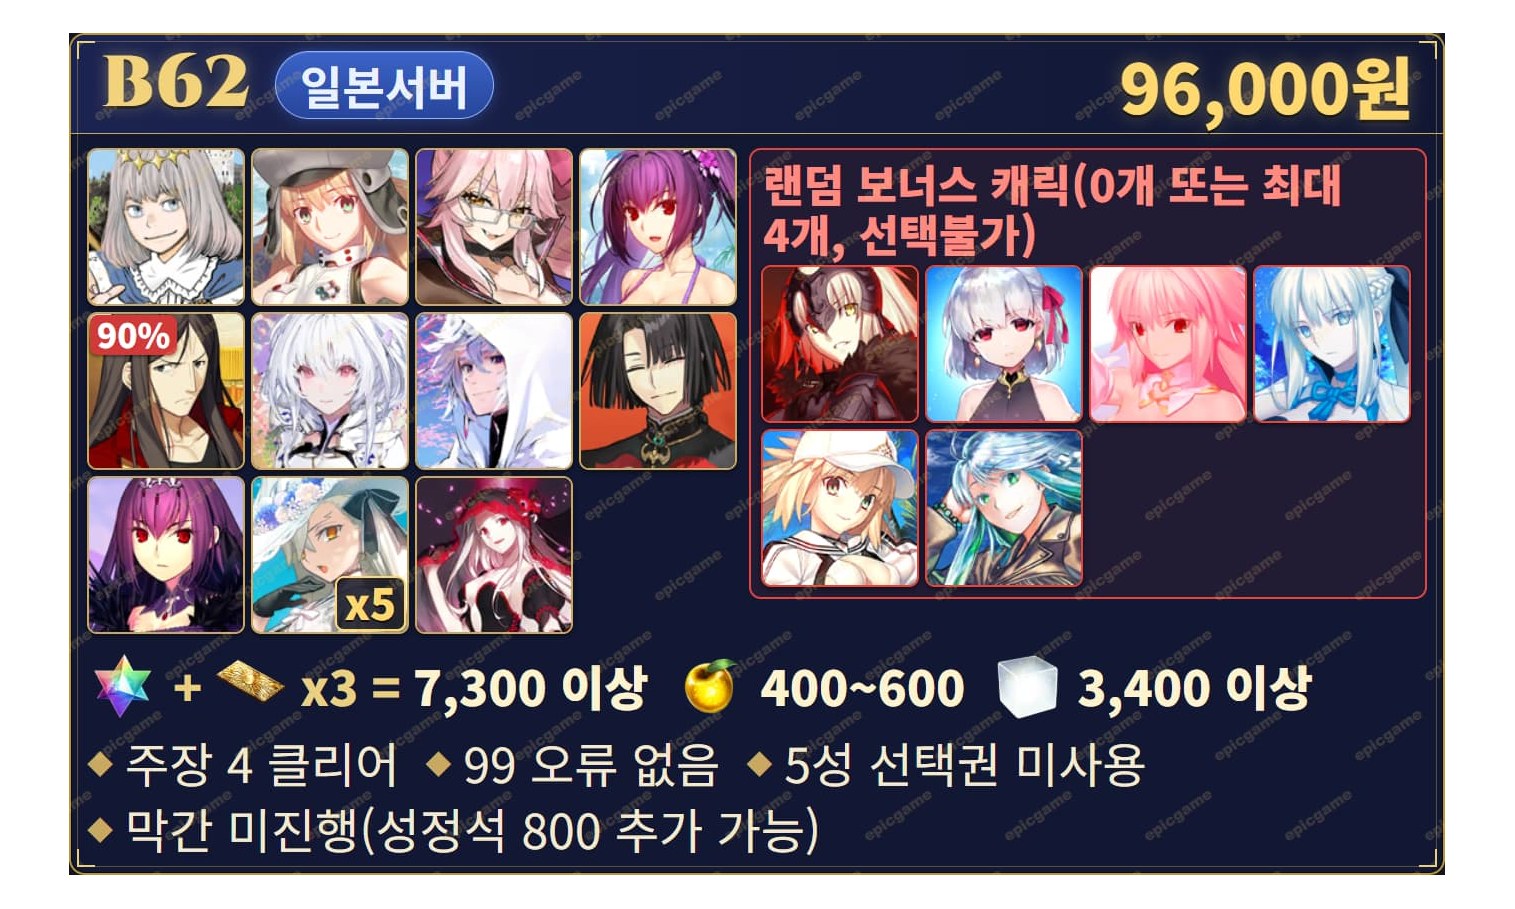 B62 일본서버 96,000원
랜덤 보너스 캐릭(0개 또는 최대
4개, 선택불가)
90%
x5
+ x3 = 7,300 이상 400~600 3,400 이상
◆ 주장 4 클리어 ◆ 99 오류 없음 ◆ 5성 선택권 미사용
◆ 막간 미진행(성정석 800 추가 가능)
epicgame